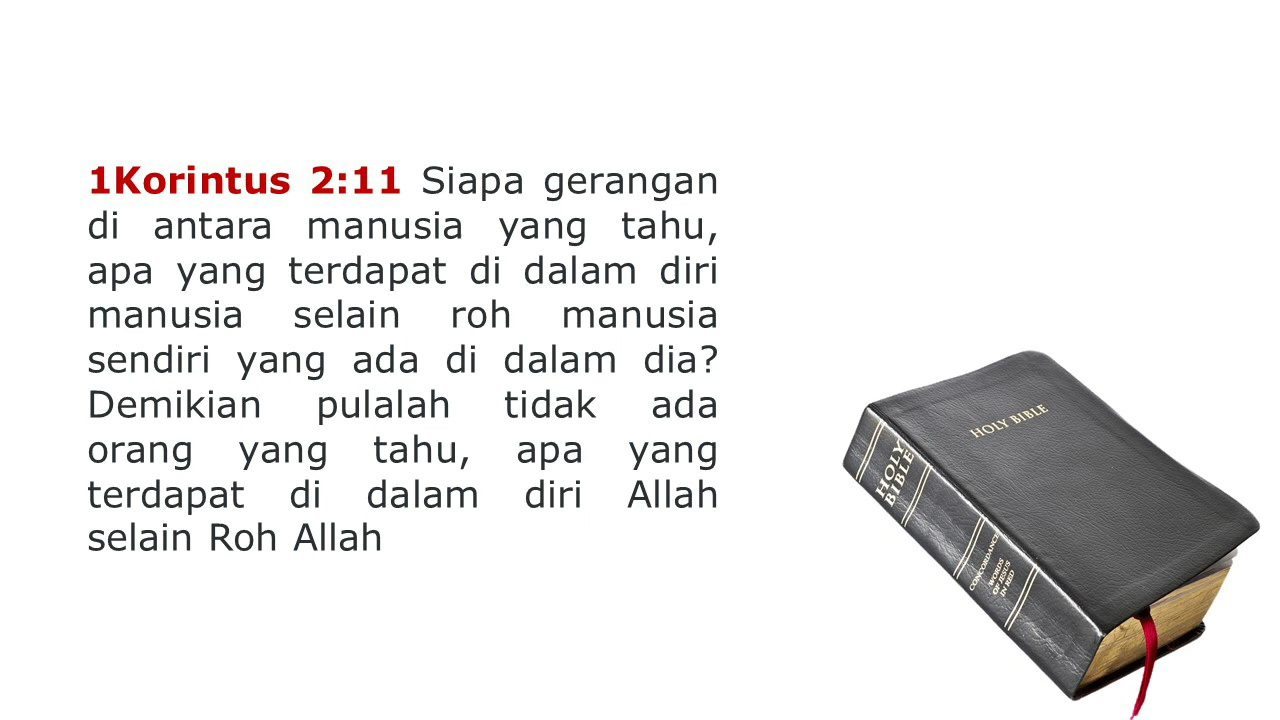 1Korintus 2:11 Siapa gerangan
di antara manusia yang tahu,
apa yang terdapat di dalam diri
manusia selain roh manusia
sendiri yang ada di dalam dia?
Demikian pulalah tidak ada
orang yang tahu, apa yang
terdapat di dalam diri Allah
selain Roh Allah
HOLY BIBLE
HOLY
BIBLE
CONCORDANCE
WORDS
OF JESUS
IN RED